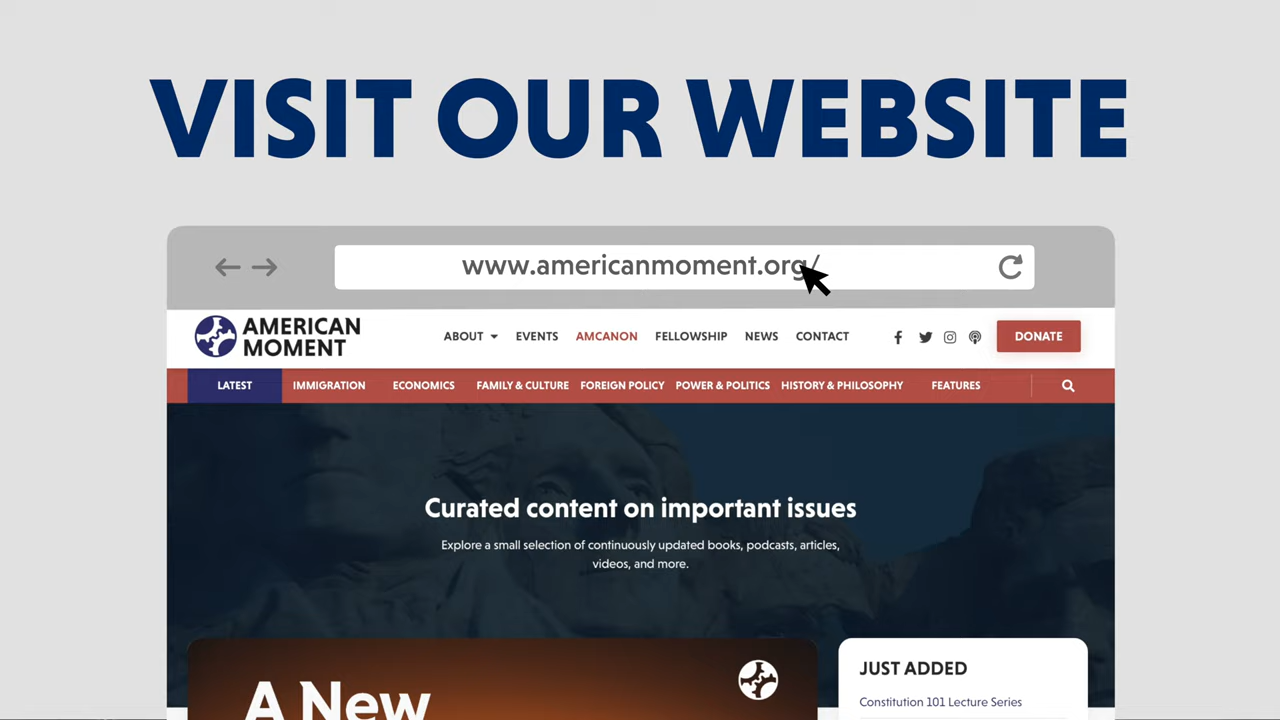 VISIT OUR WEBSITE
www.americanmoment.org/
AMERICAN
MOMENT
ABOUT EVENTS AMCANON FELLOWSHIP NEWS CONTACT DONATE
LATEST IMMIGRATION ECONOMICS FAMILY & CULTURE FOREIGN POLICY POWER & POLITICS HISTORY & PHILOSOPHY FEATURES
Curated content on important issues
Explore a small selection of continuously updated books, podcasts, articles,
videos, and more.
A New
JUST ADDED
Constitution 101 Lecture Series